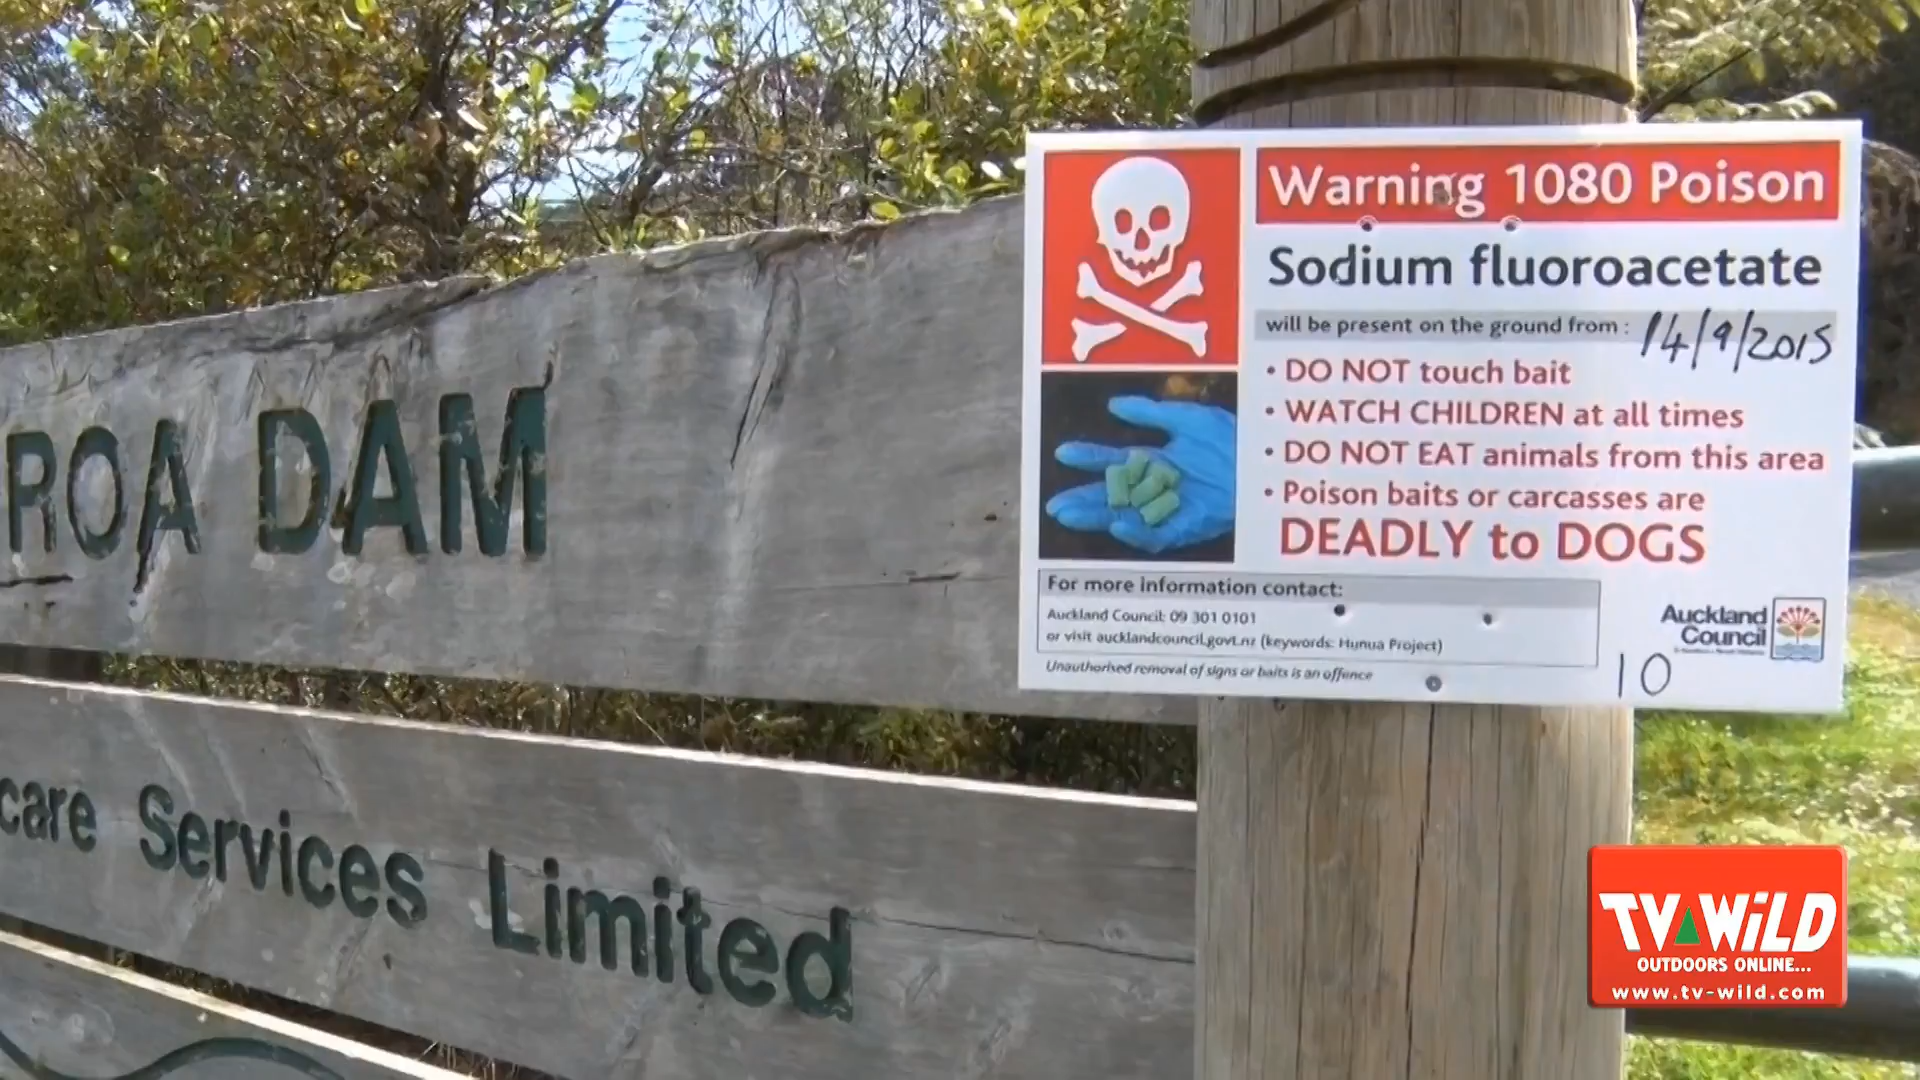 ROA DAM
care Services Limited
Warning 1080 Poison
Sodium fluoroacetate
will be present on the ground from : 14/9/2015
• DO NOT touch bait
• WATCH CHILDREN at all times
• DO NOT EAT animals from this area
• Poison baits or carcasses are
DEADLY to DOGS
For more information contact:
Auckland Council: 09 301 0101
or visit aucklandcouncil.govt.nz (keywords: Hunua Project)
Unauthorised removal of signs or baits is an offence
Auckland
Council
10
TV WiLD
OUTDOORS ONLINE...
www.tv-wild.com